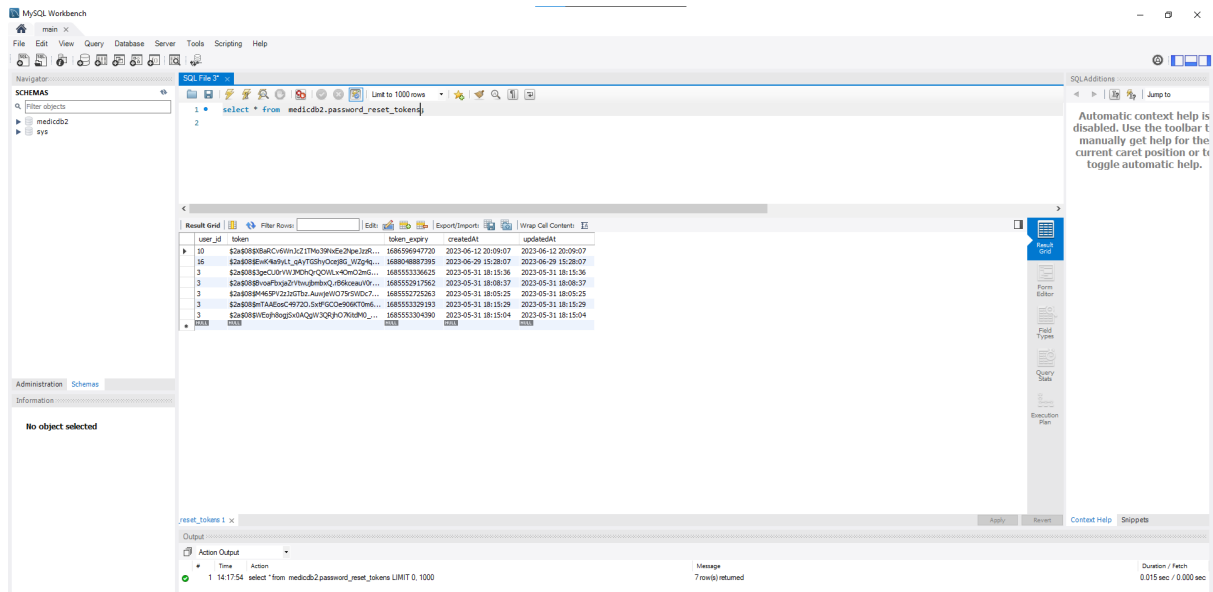 MySQL Workbench
main ×
File Edit View Query Database Server Tools Scripting Help
Navigator
SCHEMAS
Filter objects
medicdb2
sys
Administration Schemas
Information
No object selected
SQL File 3* ×
Limit to 1000 rows
1 select * from medicdb2.password_reset_tokens;
2
Result Grid Filter Rows: Edit: Export/Import: Wrap Cell Content:
user_id token token_expiry createdAt updatedAt
10 1686596947720 2023-06-12 20:09:07 2023-06-12 20:09:07
16 1688048887395 2023-06-29 15:28:07 2023-06-29 15:28:07
3 1685553336625 2023-05-31 18:15:36 2023-05-31 18:15:36
3 1685552917562 2023-05-31 18:08:37 2023-05-31 18:08:37
3 1685552725263 2023-05-31 18:05:25 2023-05-31 18:05:25
3 1685553329193 2023-05-31 18:15:29 2023-05-31 18:15:29
3 1685553304390 2023-05-31 18:15:04 2023-05-31 18:15:04
NULL NULL NULL NULL NULL
Result
Grid
Form
Editor
Field
Types
Query
Stats
Execution
Plan
_reset_tokens 1 ×
Apply Revert
SQLAdditions
Jump to
Automatic context help is
disabled. Use the toolbar t
manually get help for the
current caret position or to
toggle automatic help.
Context Help Snippets
Output
Action Output
# Time Action Message Duration / Fetch
1 14:17:54 select * from medicdb2.password_reset_tokens LIMIT 0, 1000 7 row(s) returned 0.015 sec / 0.000 sec